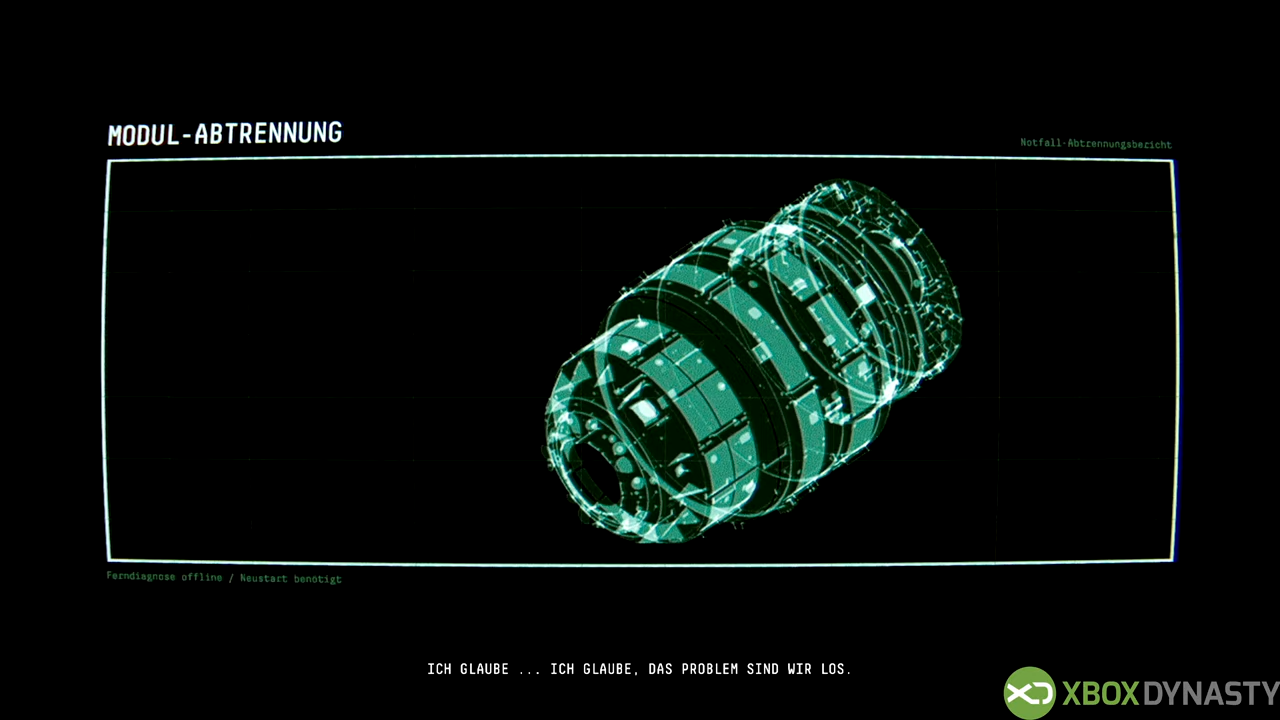 MODUL-ABTRENNUNG
Notfall-Abtrennungsbericht
Ferndiagnose offline / Neustart benötigt
ICH GLAUBE ... ICH GLAUBE, DAS PROBLEM SIND WIR LOS.
XBOXDYNASTY